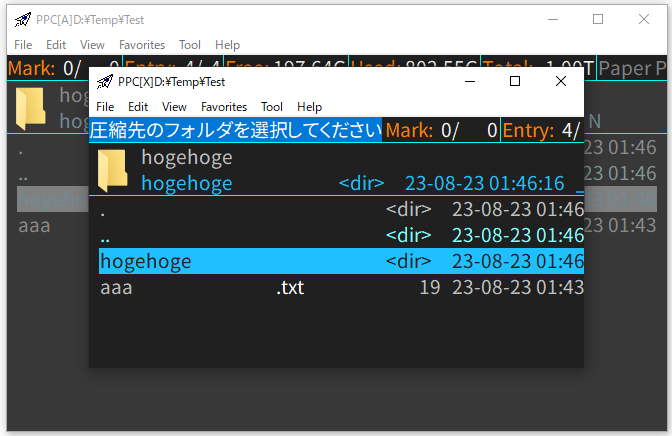 PPC[A]D:¥Temp¥Test
File Edit View Favorites Tool Help
Mark: 0/ 0 Entry: 4/ 4 Free: 197.64G Used: 802.55G Total: 1.00T Paper P
hog
hog N
. 23 01:46
.. 23 01:46
hogehoge 23 01:46
aaa 23 01:43
PPC[X]D:¥Temp¥Test
File Edit View Favorites Tool Help
圧縮先のフォルダを選択してください Mark: 0/ 0 Entry: 4/
hogehoge
hogehoge <dir> 23-08-23 01:46:16 _
. <dir> 23-08-23 01:46
.. <dir> 23-08-23 01:46
hogehoge <dir> 23-08-23 01:46
aaa .txt 19 23-08-23 01:43